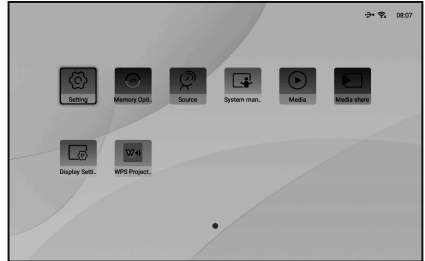 08:07
Setting
Memory Opti..
Source
System man..
Media
Media share
Display Setti..
W
WPS Project..